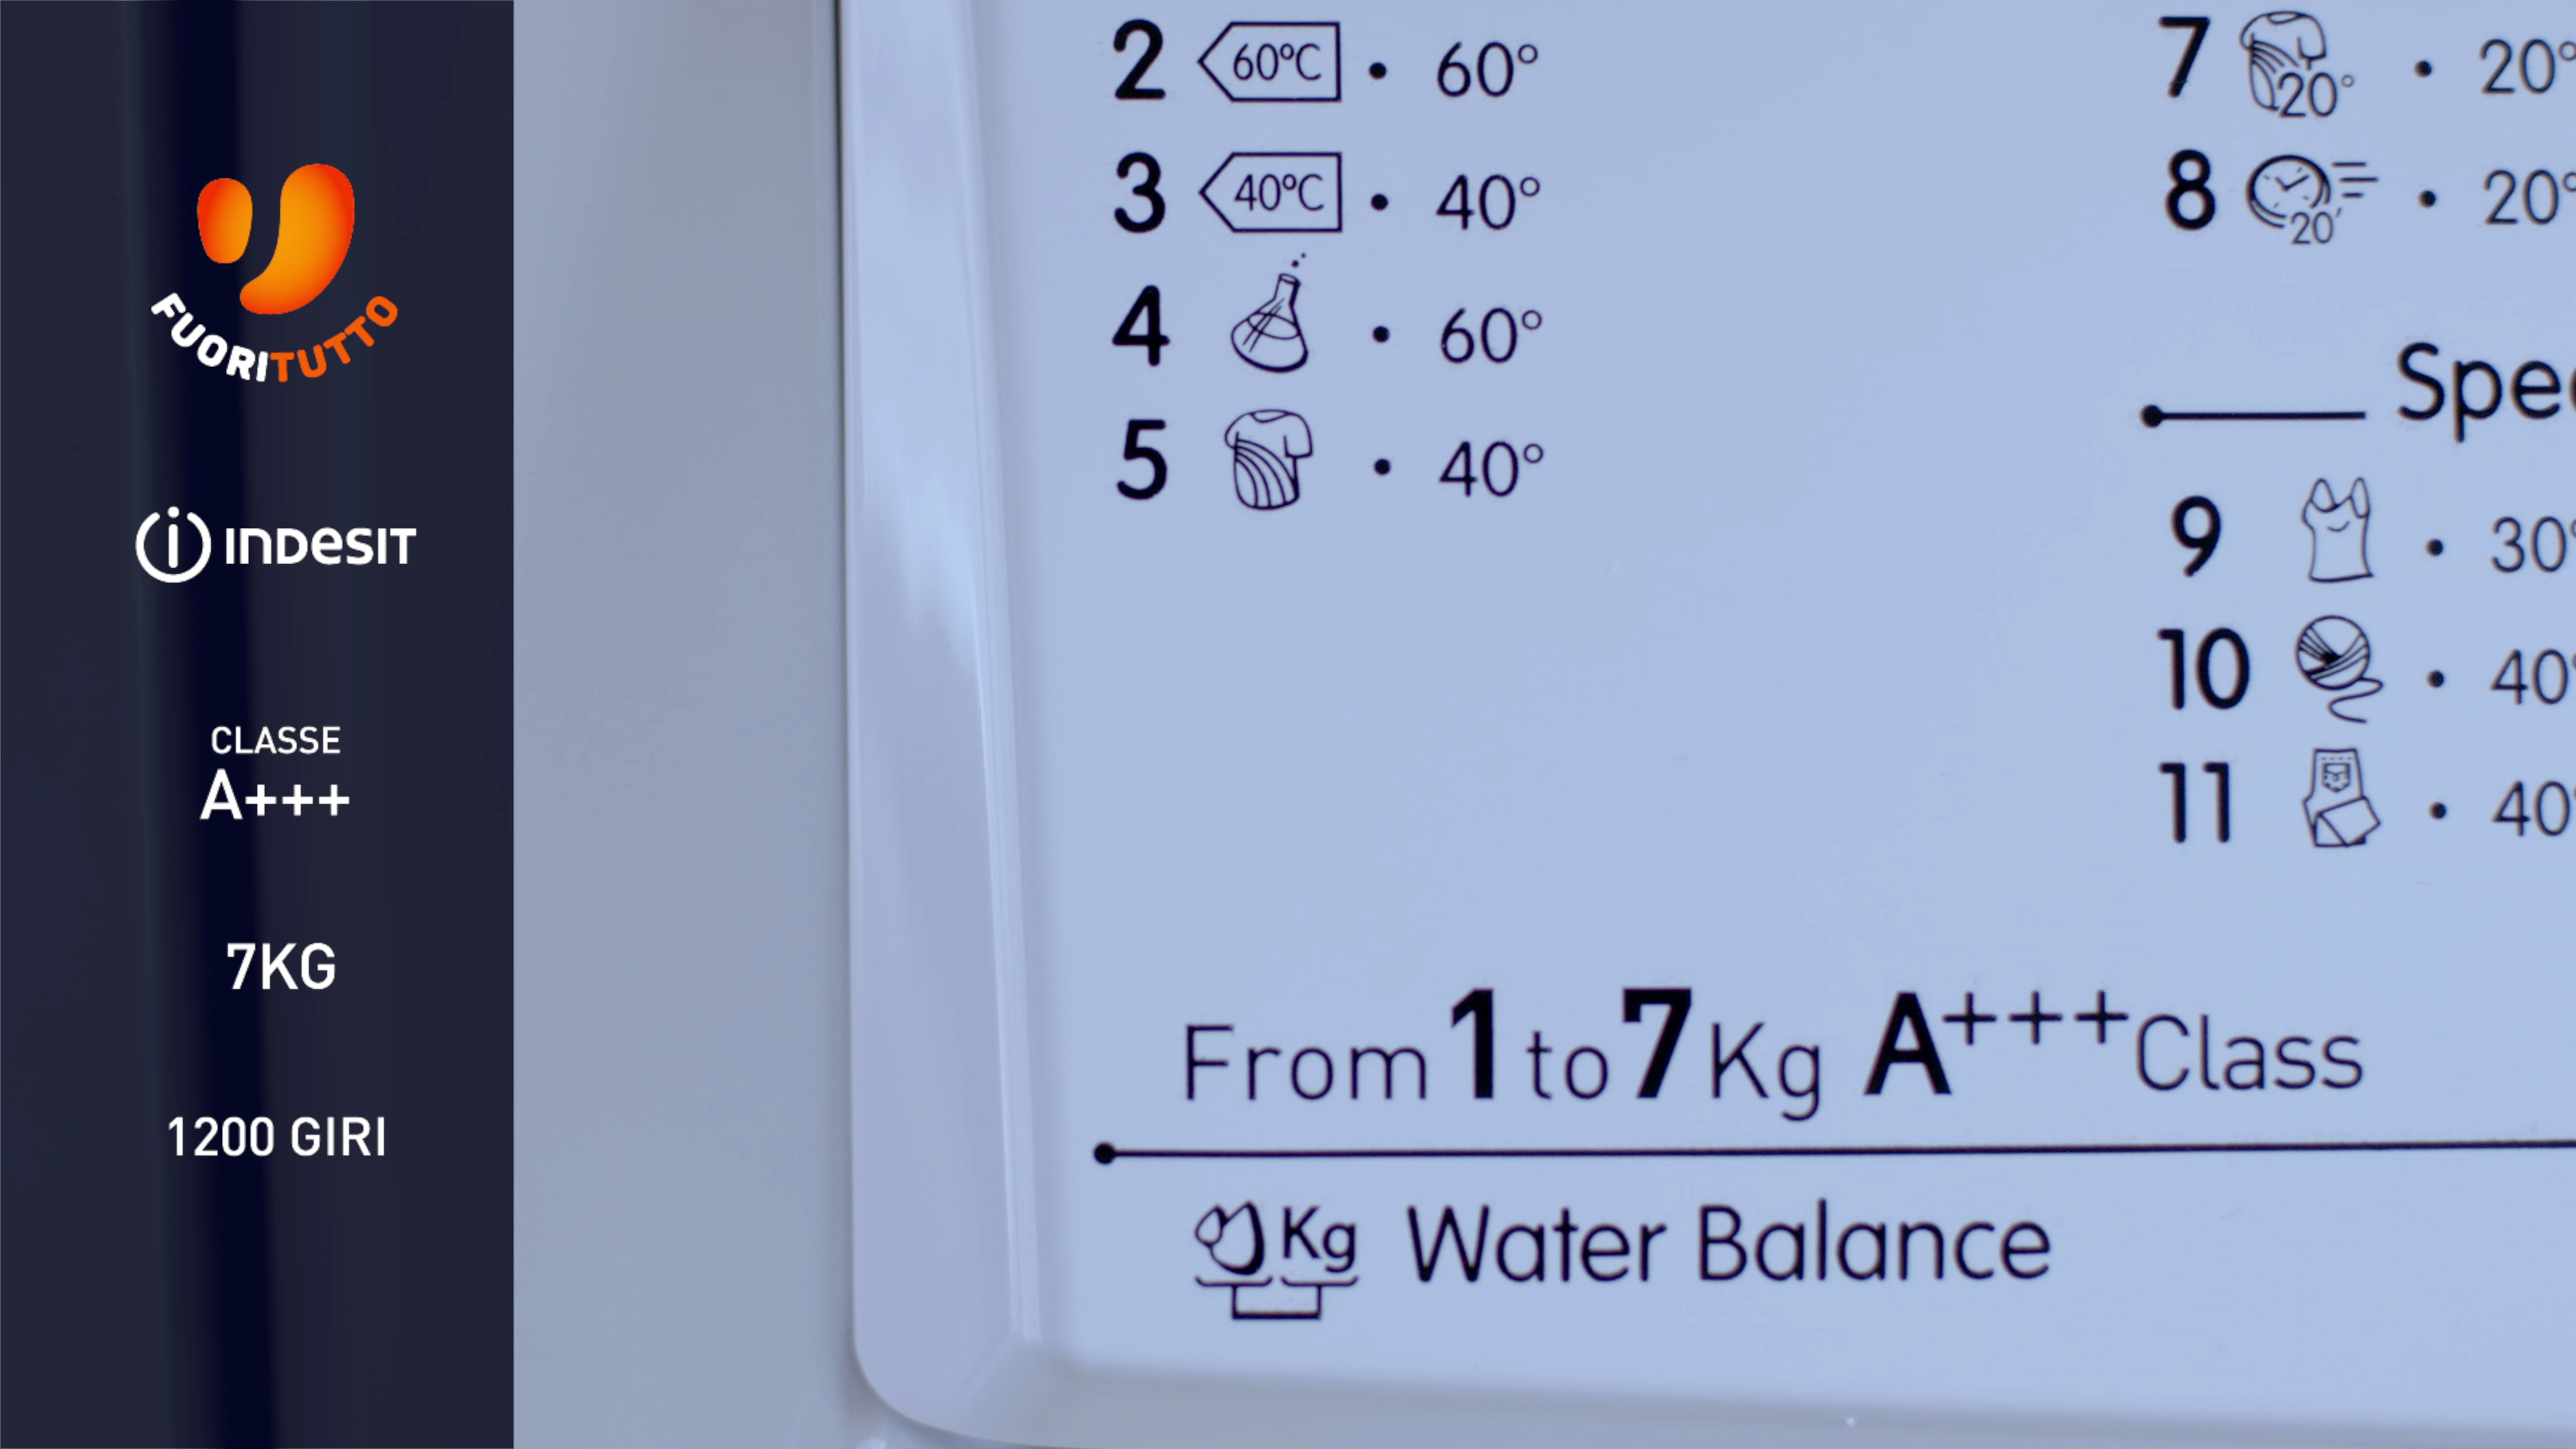 FUORITUTTO
INDESIT
CLASSE
A+++
7KG
1200 GIRI
2 60°C • 60°
3 40°C • 40°
4 • 60°
5 • 40°
7 20° • 20°
8 20' • 20°
9 • 30°
10 • 40°
11 • 40°
From 1 to 7 Kg A+++ Class
Kg Water Balance